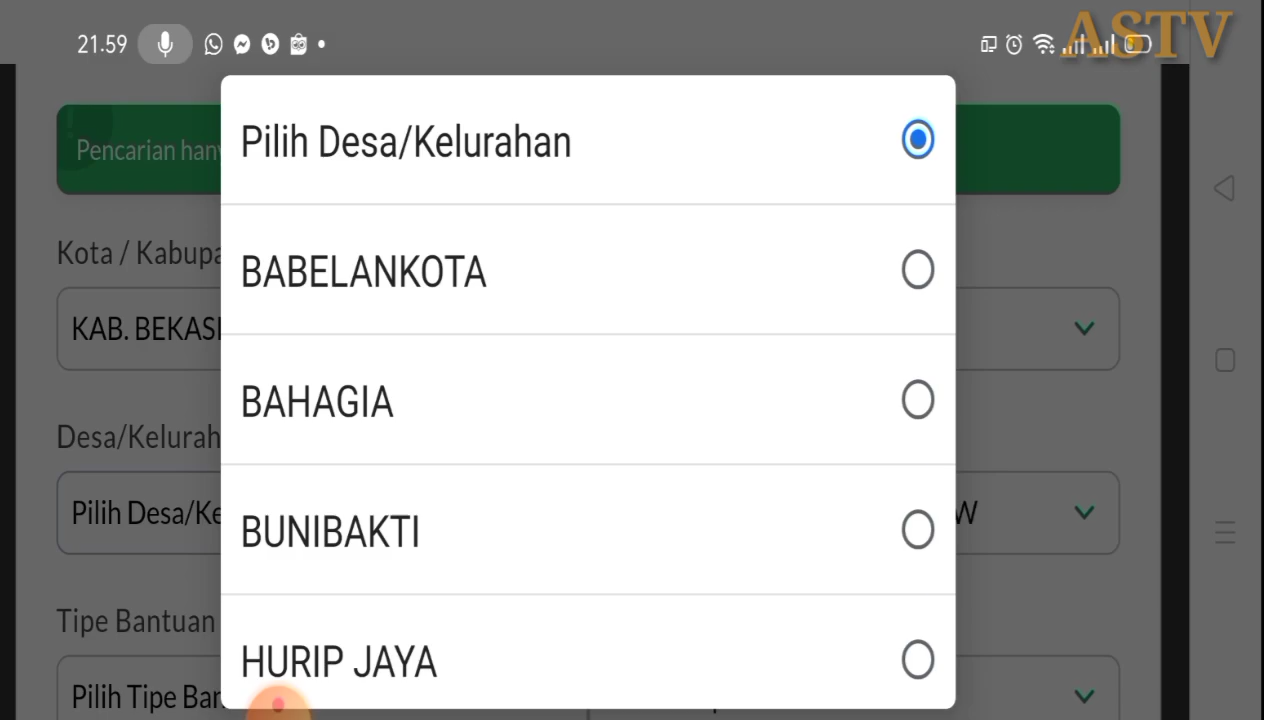 21.59
ASTV
Pencarian han
Pilih Desa/Kelurahan
Kota / Kabupa
BABELANKOTA
KAB. BEKASI
BAHAGIA
Desa/Kelurah
Pilih Desa/Ke
W
BUNIBAKTI
Tipe Bantuan
HURIP JAYA
Pilih Tipe Ban